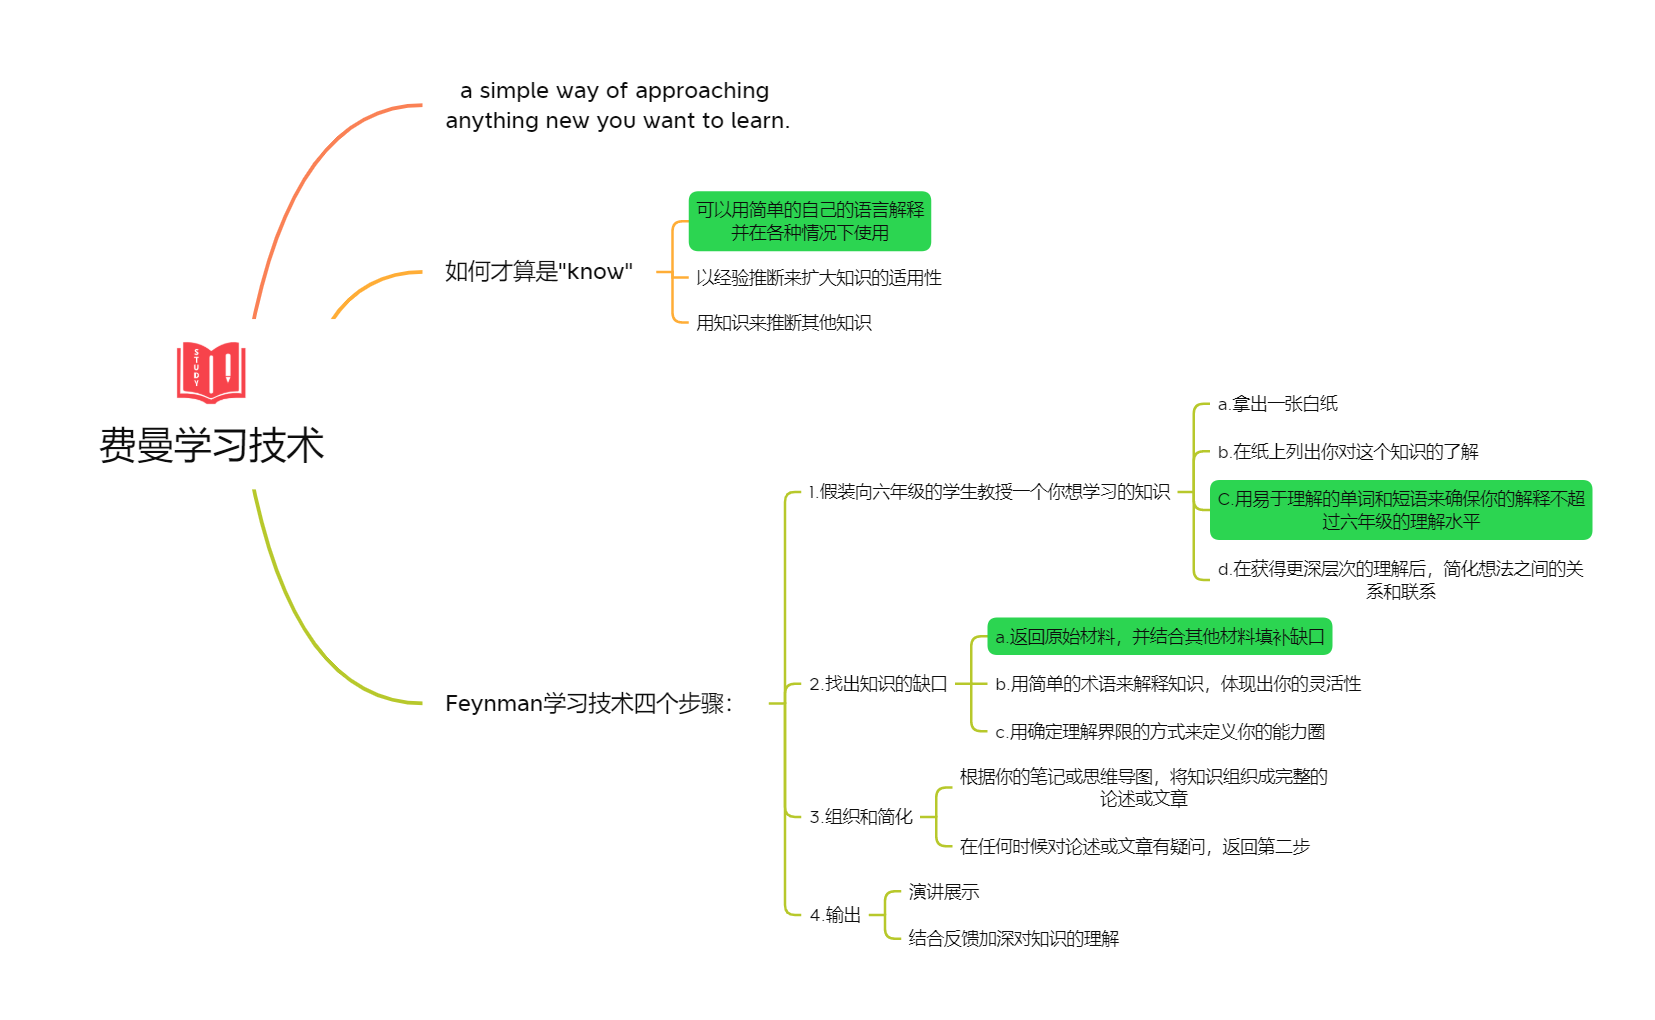 a simple way of approaching
anything new you want to learn.
可以用简单的自己的语言解释
并在各种情况下使用
如何才算是"know"
以经验推断来扩大知识的适用性
用知识来推断其他知识
STUDY
费曼学习技术
a.拿出一张白纸
b.在纸上列出你对这个知识的了解
1.假装向六年级的学生教授一个你想学习的知识
C.用易于理解的单词和短语来确保你的解释不超
过六年级的理解水平
d.在获得更深层次的理解后，简化想法之间的关
系和联系
Feynman学习技术四个步骤：
a.返回原始材料，并结合其他材料填补缺口
2.找出知识的缺口
b.用简单的术语来解释知识，体现出你的灵活性
c.用确定理解界限的方式来定义你的能力圈
根据你的笔记或思维导图，将知识组织成完整的
论述或文章
3.组织和简化
在任何时候对论述或文章有疑问，返回第二步
演讲展示
4.输出
结合反馈加深对知识的理解